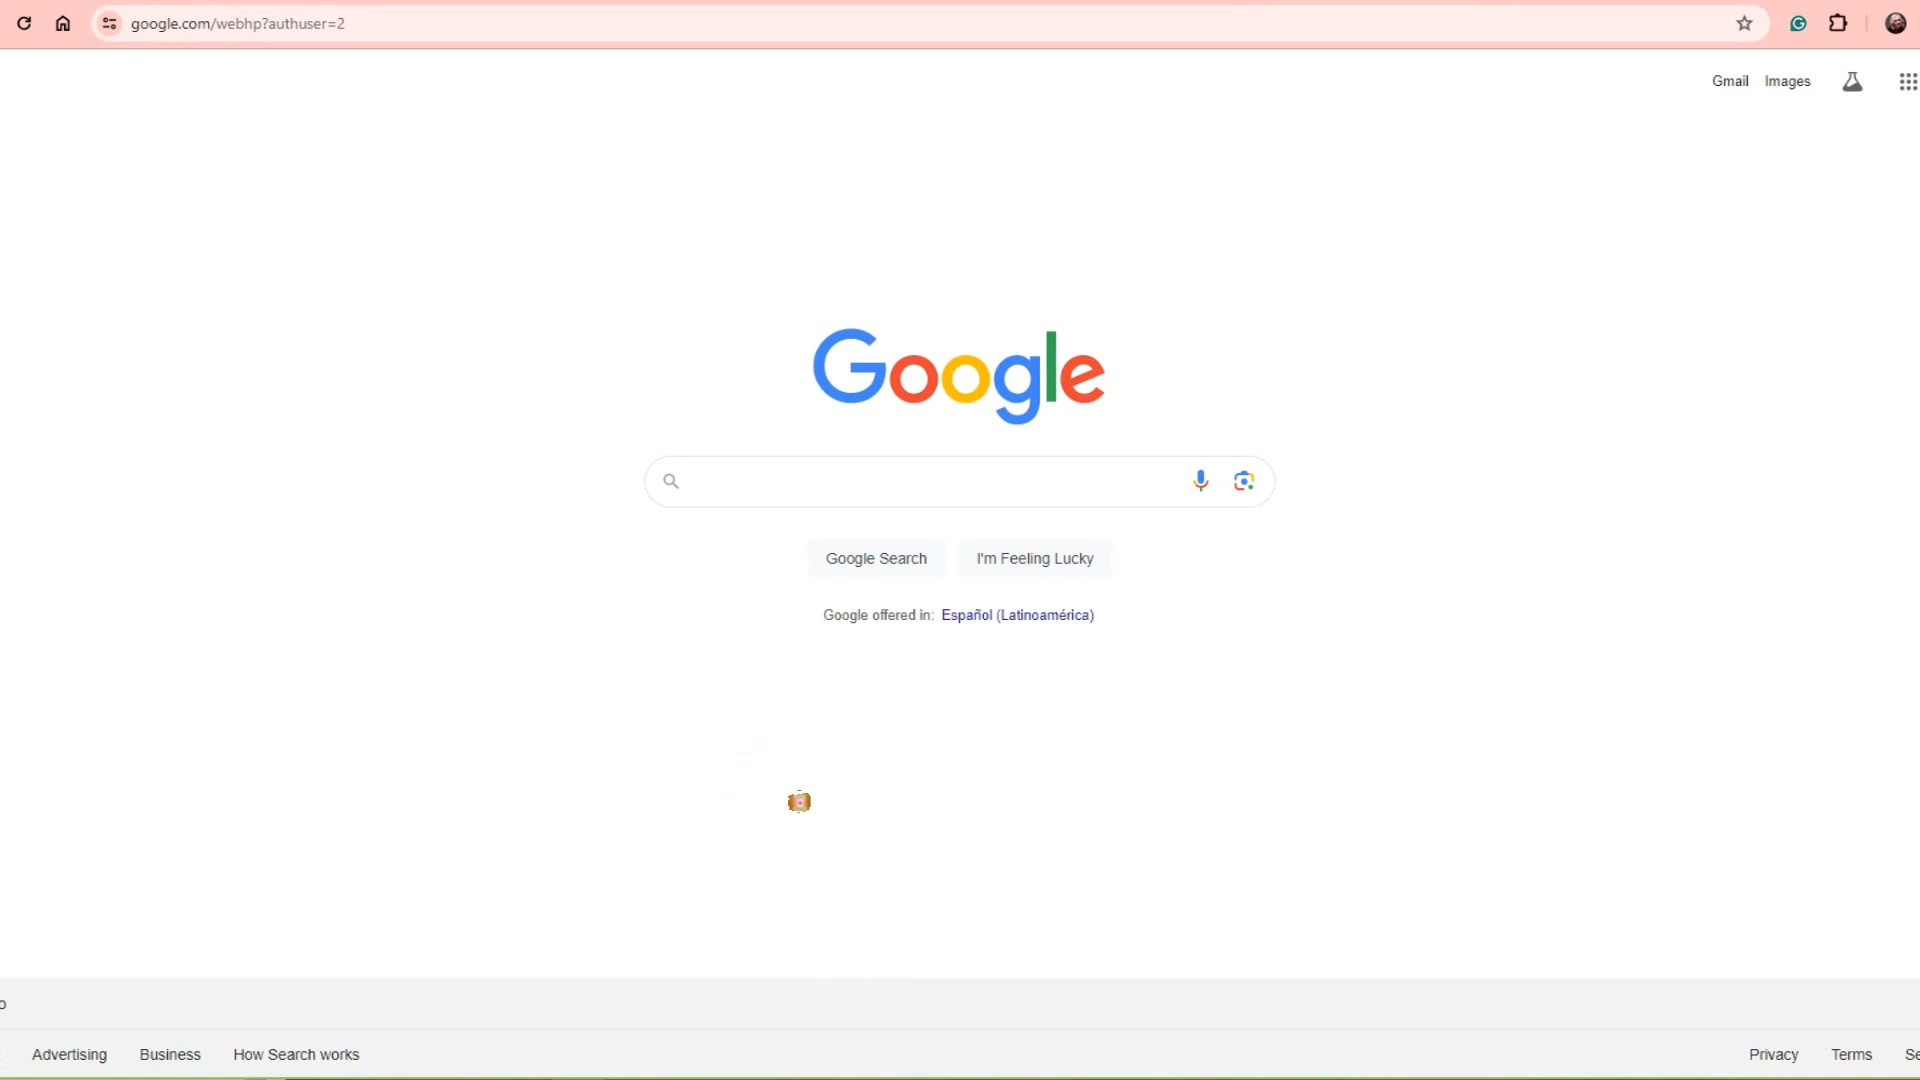 google.com/webhp?authuser=2
Gmail Images
Google
Google Search I'm Feeling Lucky
Google offered in: Español (Latinoamérica)
o
Advertising Business How Search works
Privacy Terms Se